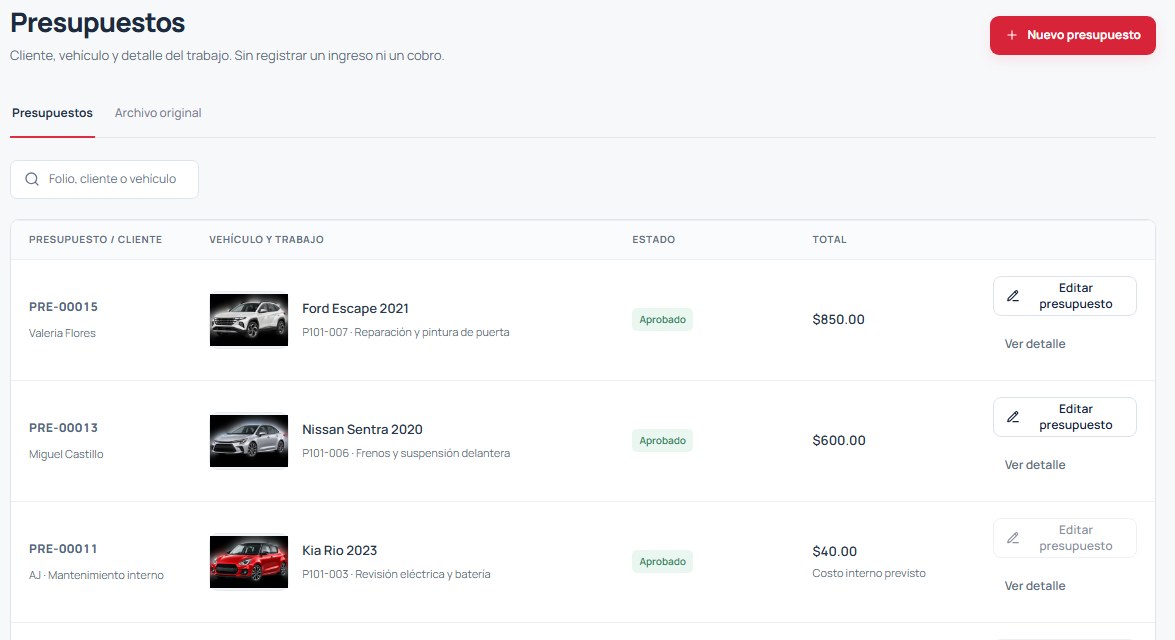 Presupuestos
Nuevo presupuesto
Cliente, vehículo y detalle del trabajo. Sin registrar un ingreso ni un cobro.
Presupuestos
Archivo original
Folio, cliente o vehículo
PRESUPUESTO / CLIENTE
VEHÍCULO Y TRABAJO
ESTADO
TOTAL
PRE-00015
Valeria Flores
Ford Escape 2021
P101-007 · Reparación y pintura de puerta
Aprobado
$850.00
Editar
presupuesto
Ver detalle
PRE-00013
Miguel Castillo
Nissan Sentra 2020
P101-006 · Frenos y suspensión delantera
Aprobado
$600.00
Editar
presupuesto
Ver detalle
PRE-00011
AJ · Mantenimiento interno
Kia Rio 2023
P101-003 · Revisión eléctrica y batería
Aprobado
$40.00
Costo interno previsto
Editar
presupuesto
Ver detalle